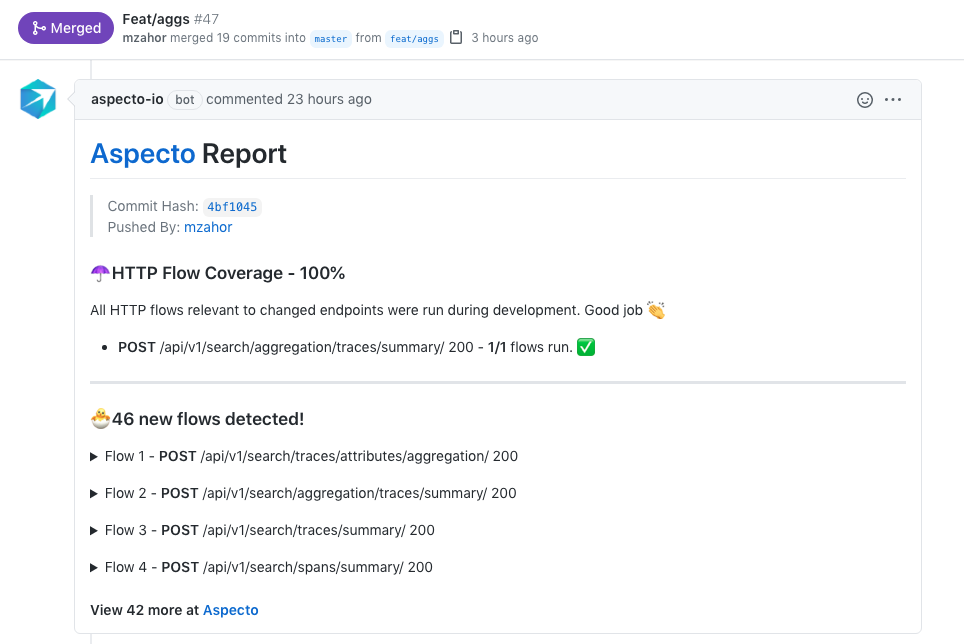 Merged
Feat/aggs #47
mzahor merged 19 commits into master from feat/aggs 3 hours ago
aspecto-io bot commented 23 hours ago
Aspecto Report
Commit Hash: 4bf1045
Pushed By: mzahor
HTTP Flow Coverage - 100%
All HTTP flows relevant to changed endpoints were run during development. Good job
POST /api/v1/search/aggregation/traces/summary/ 200 - 1/1 flows run.
46 new flows detected!
Flow 1 - POST /api/v1/search/traces/attributes/aggregation/ 200
Flow 2 - POST /api/v1/search/aggregation/traces/summary/ 200
Flow 3 - POST /api/v1/search/traces/summary/ 200
Flow 4 - POST /api/v1/search/spans/summary/ 200
View 42 more at Aspecto